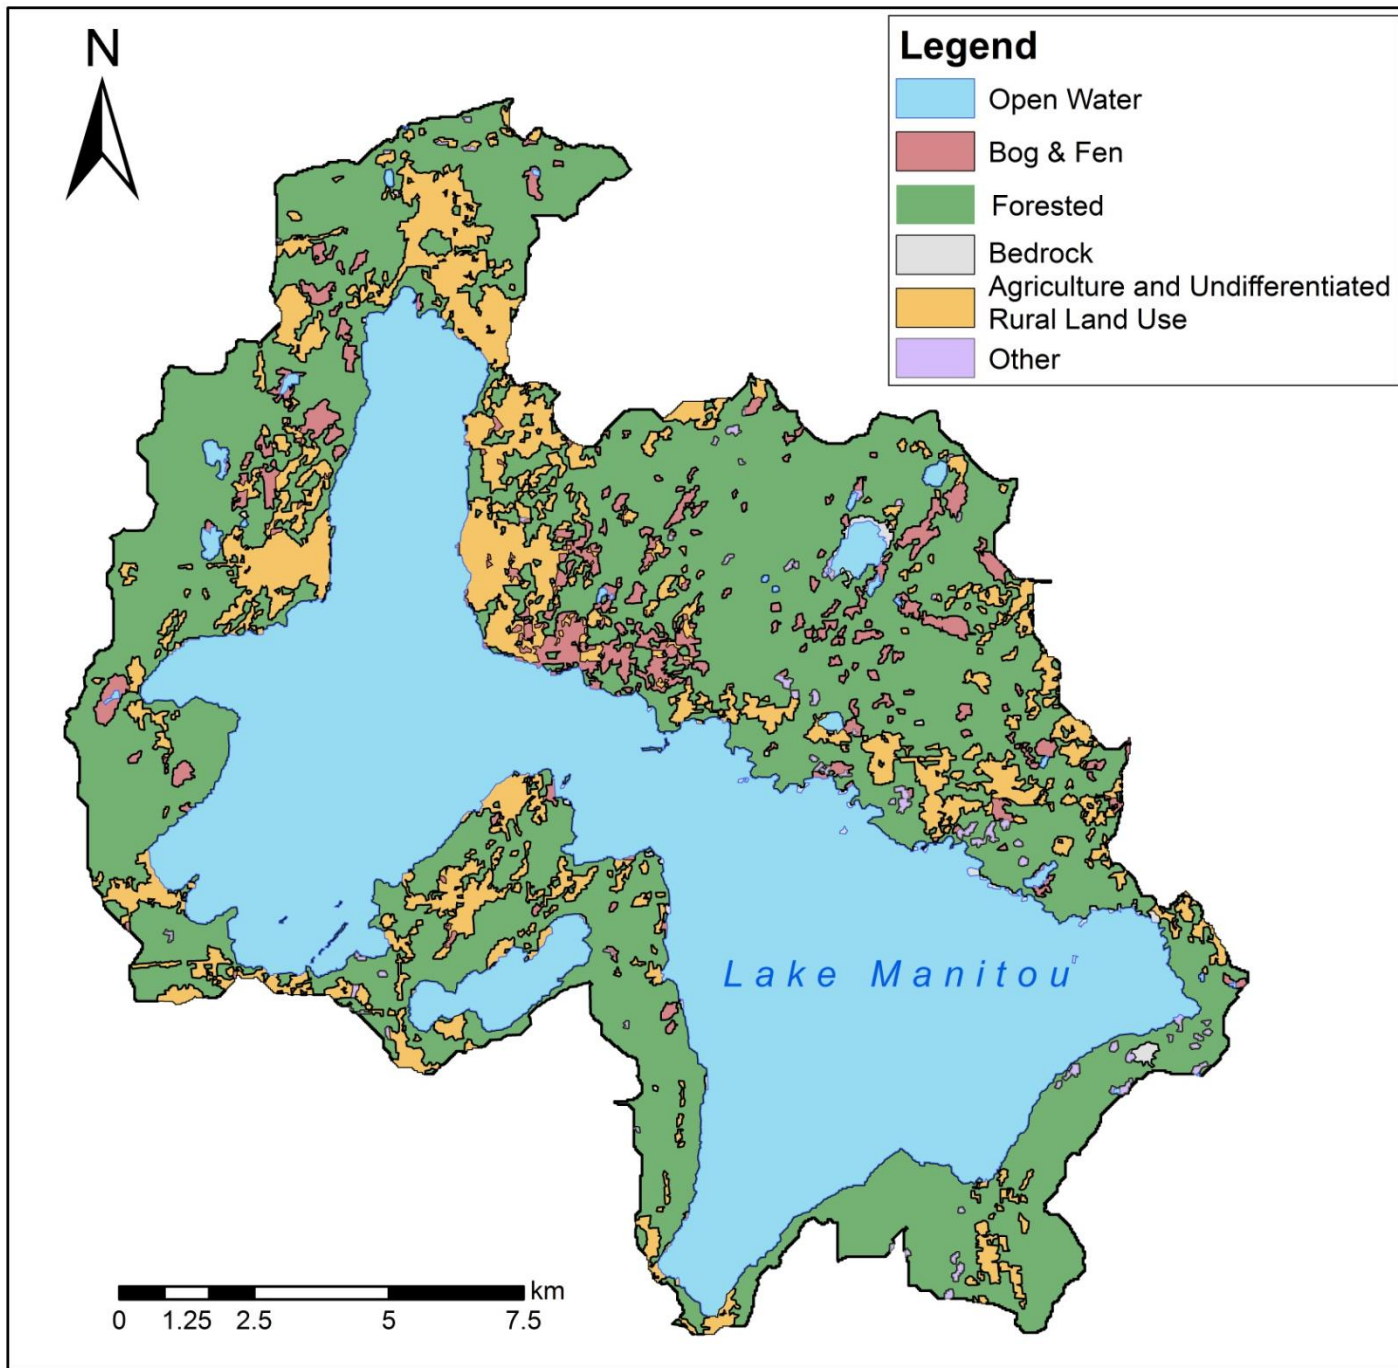 N
Legend
Open Water
Bog & Fen
Forested
Bedrock
Agriculture and Undifferentiated
Rural Land Use
Other
Lake Manitou
km
0 1.25 2.5 5 7.5